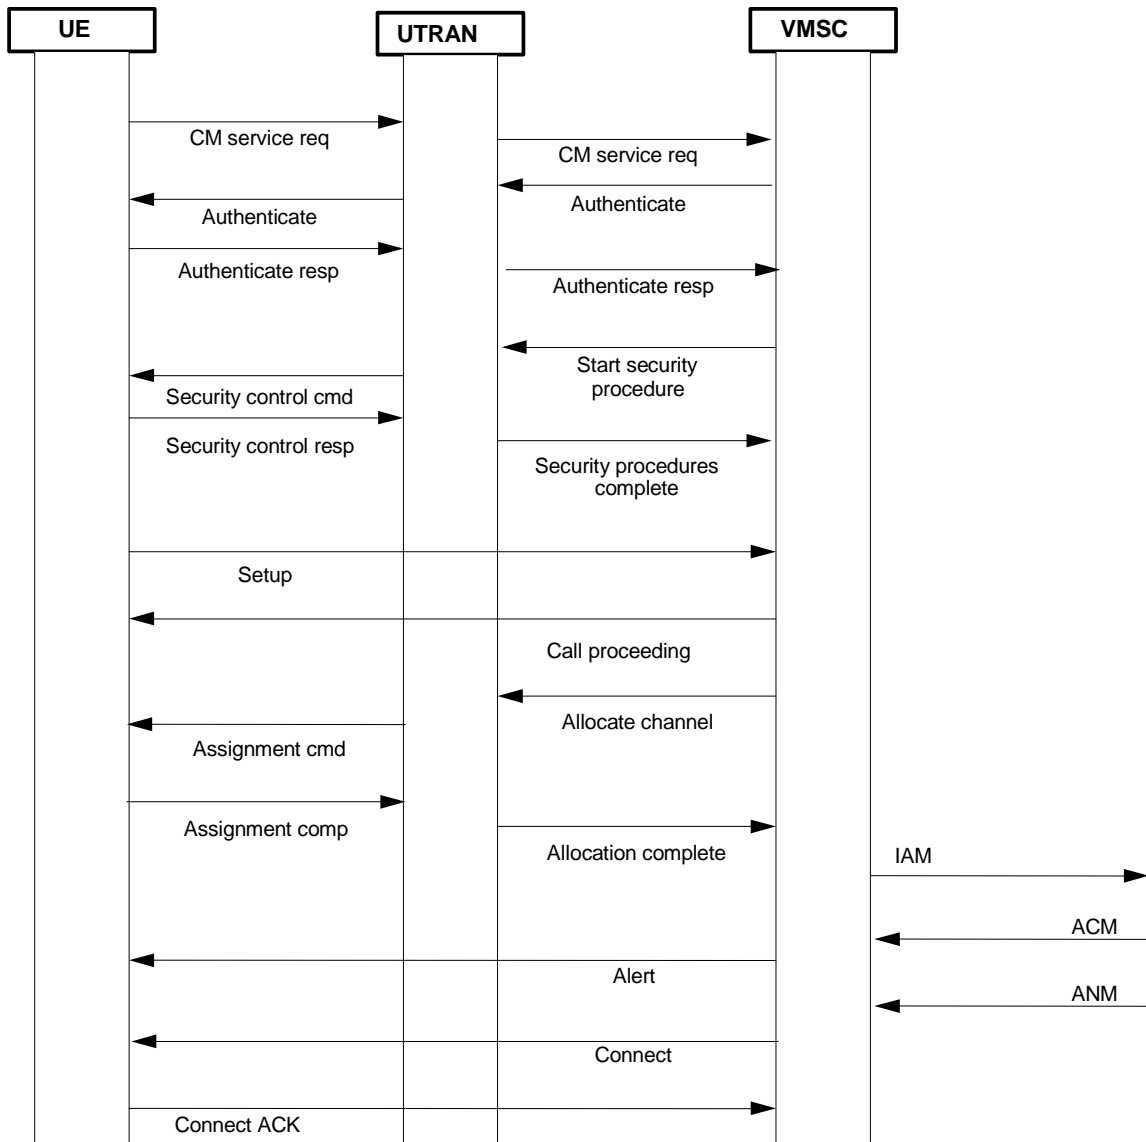 UE
UTRAN
VMSC
CM service req
CM service req
Authenticate
Authenticate
Authenticate resp
Authenticate resp
Start security
procedure
Security control cmd
Security control resp
Security procedures
complete
Setup
Call proceeding
Allocate channel
Assignment cmd
Assignment comp
Allocation complete
IAM
ACM
Alert
ANM
Connect
Connect ACK